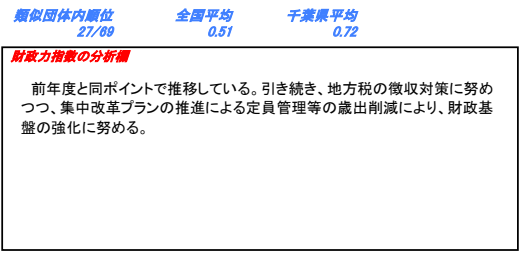 類似団体内順位 全国平均 千葉県平均
27/69 0.51 0.72
財政力指数の分析欄
前年度と同ポイントで推移している。引き続き、地方税の徴収対策に努め
つつ、集中改革プランの推進による定員管理等の歳出削減により、財政基
盤の強化に努める。